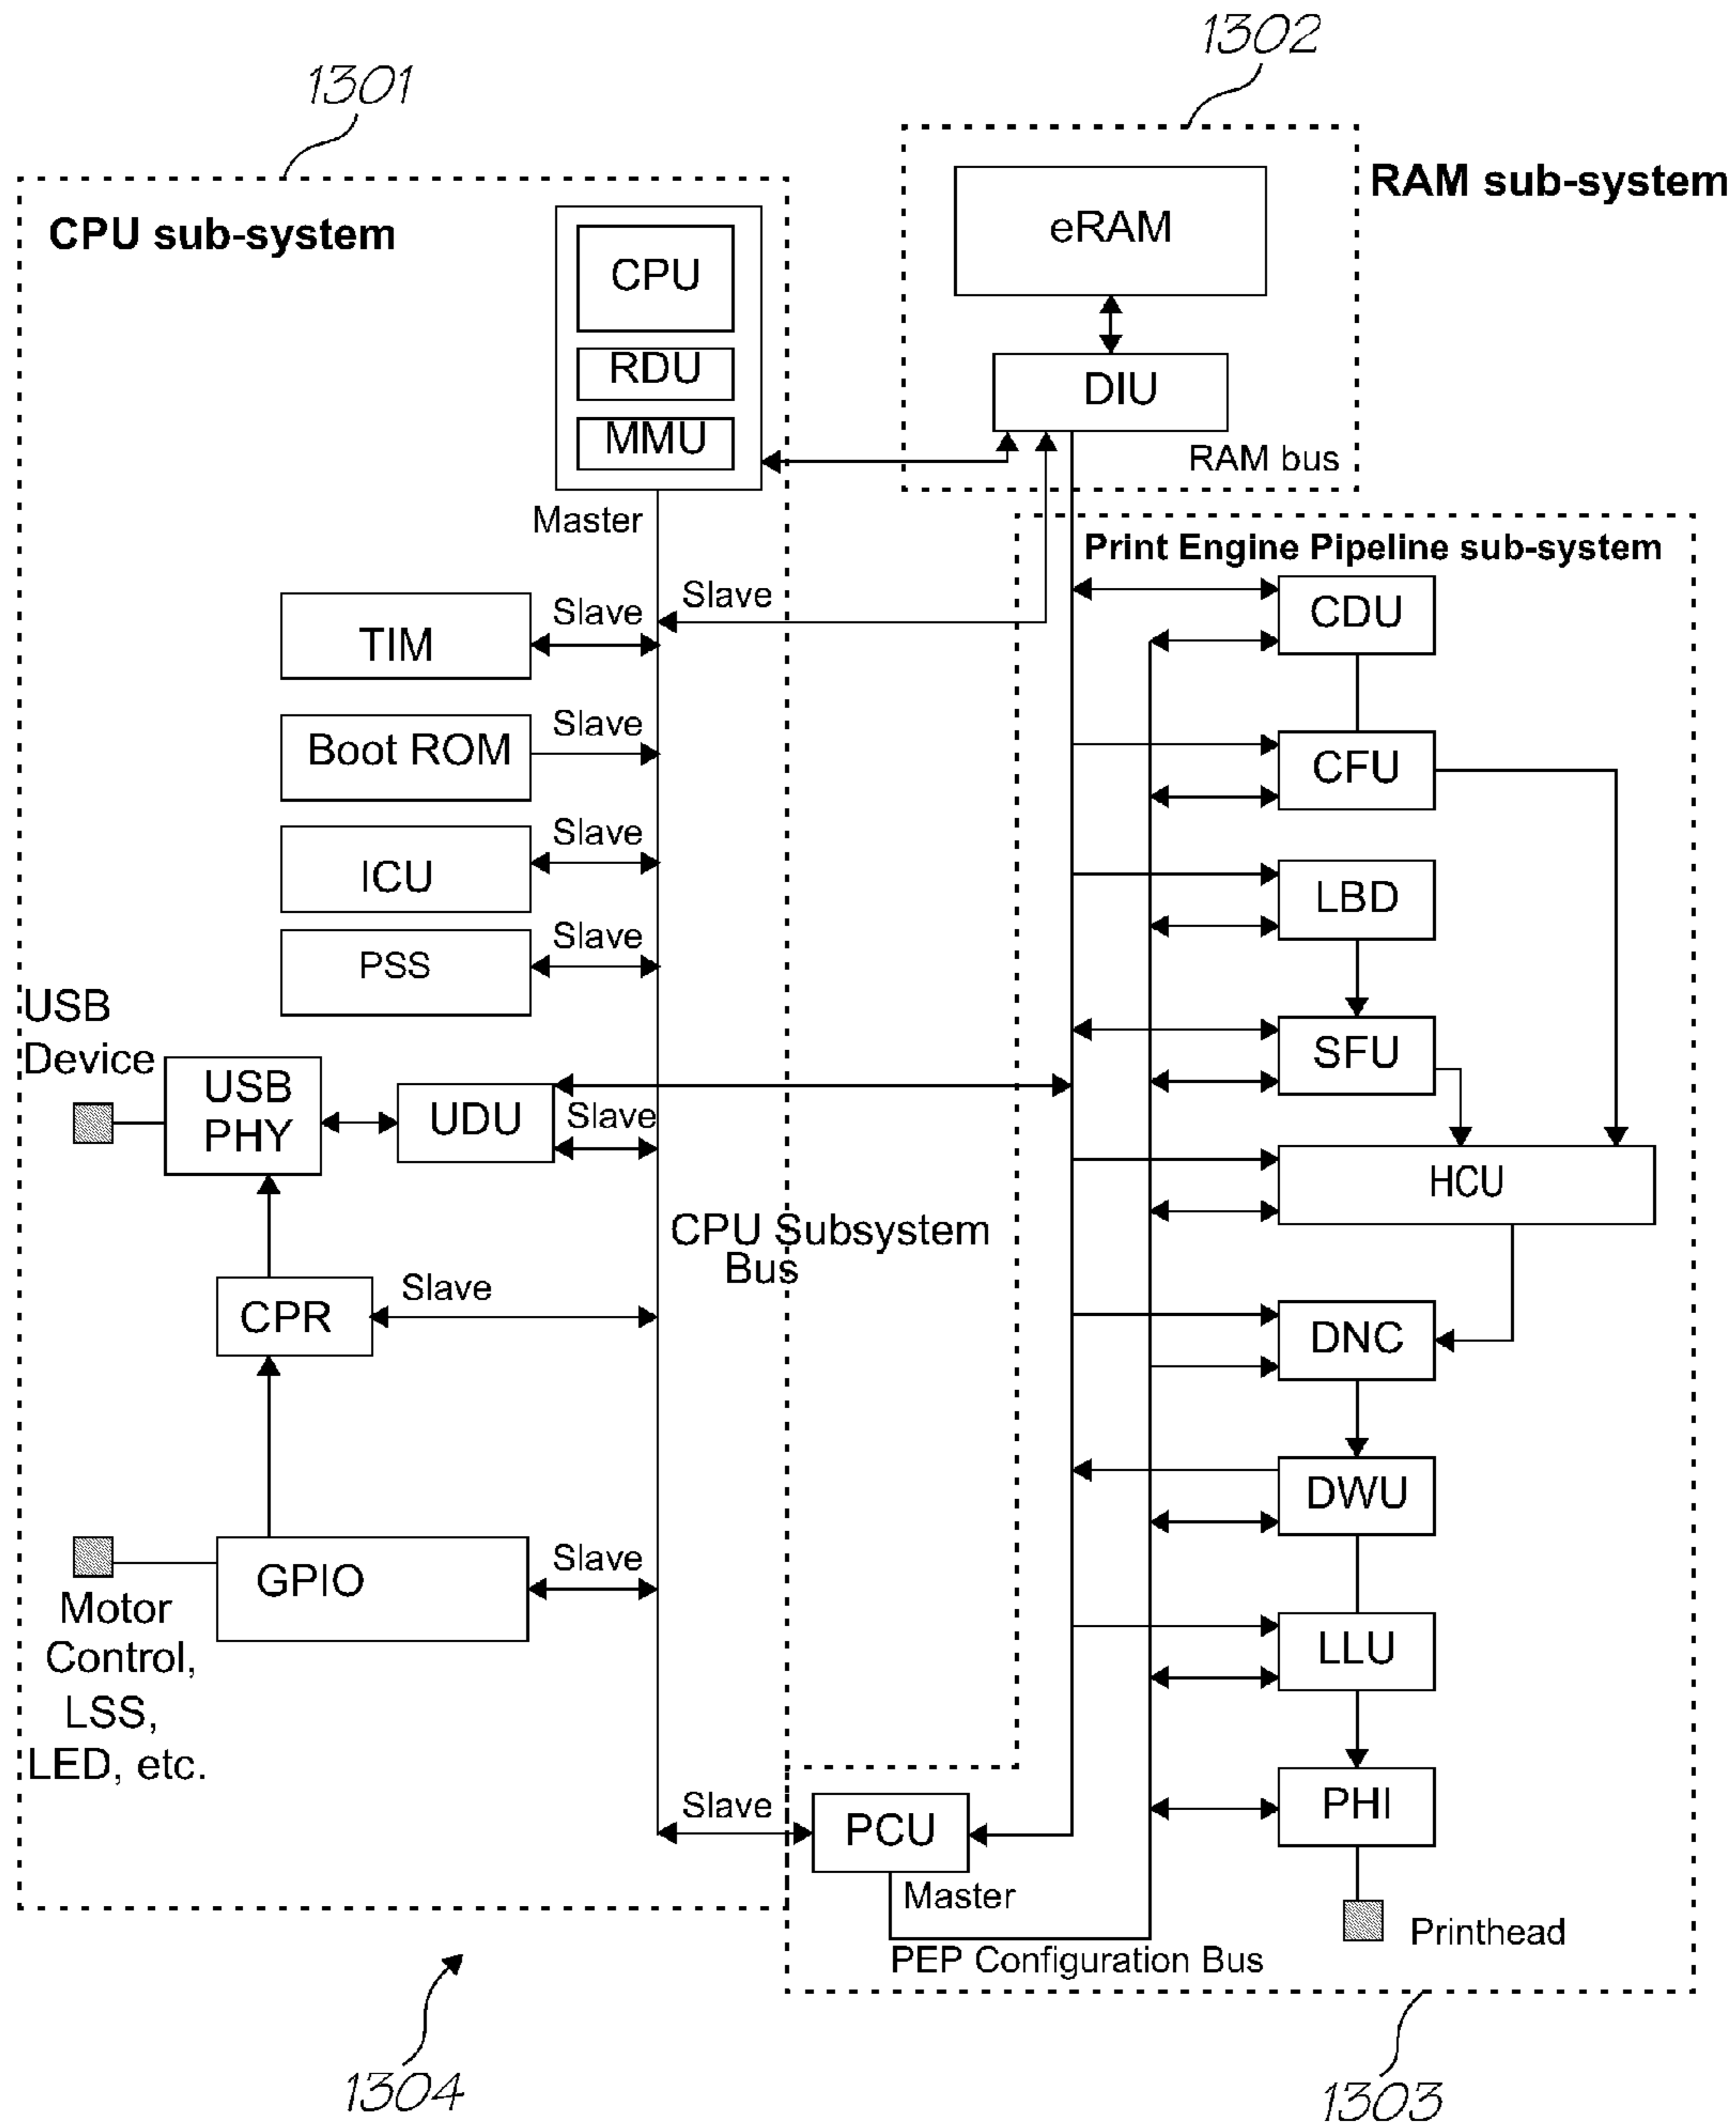 1302
1301
RAM sub-system
CPU sub-system
eRAM
CPU
RDU
DIU
MMU
RAM bus
Master
Print Engine Pipeline sub-system
Slave
Slave
CDU
TIM
Slave
Boot ROM
CFU
Slave
ICU
LBD
Slave
PSS
USB
Device
SFU
USB
PHY
UDU
Slave
HCU
CPU Subsystem
Bus
Slave
CPR
DNC
DWU
Slave
GPIO
Motor
Control,
LSS,
LED, etc.
LLU
Slave
PCU
PHI
Master
Printhead
PEP Configuration Bus
1304
1303